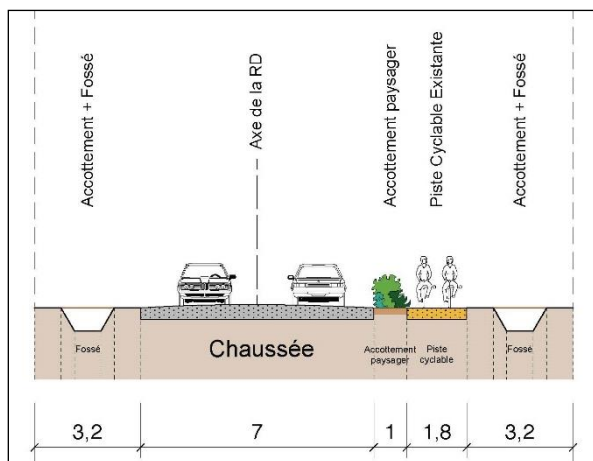 Accottement + Fossé
Axe de la RD
Accottement paysager
Piste Cyclable Existante
Accottement + Fossé
Fossé
Chaussée
Accottement
paysager
Piste
cyclable
Fossé
3,2
7
1
1,8
3,2